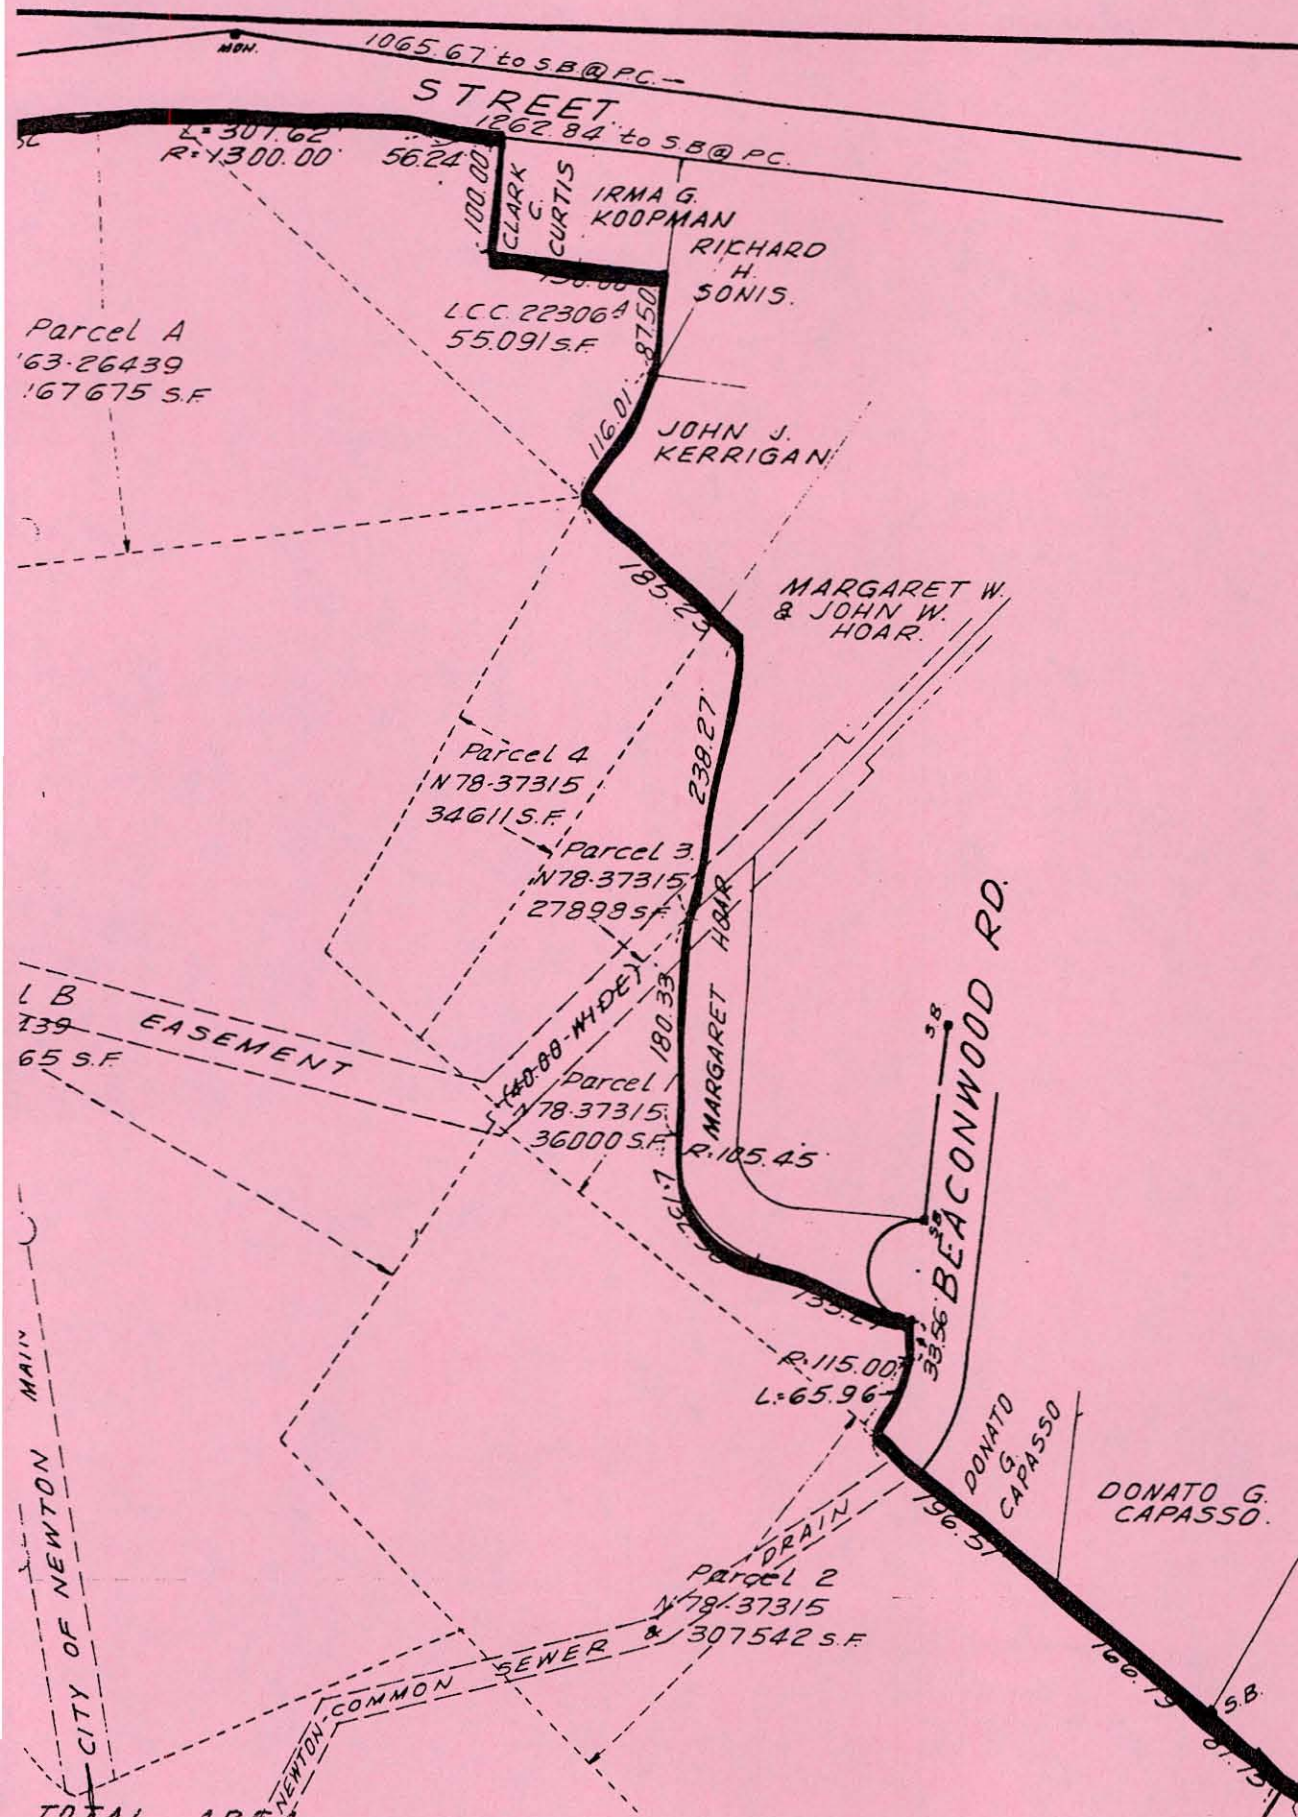 MON.
1065.67 to S.B.@ P.C.
STREET
1262.84 to S.B@ PC.
L=307.62
R=1300.00
56.24
100.00
CLARK
C.
CURTIS
IRMA G.
KOOPMAN
RICHARD
H.
SONIS.
L.C.C. 22306A
55.091 S.F.
87.50
Parcel A
'63-26439
167675 S.F.
116.01
JOHN J.
KERRIGAN
MARGARET W.
& JOHN W.
HOAR.
238.27
Parcel 4
N78-37315
34611 S.F.
Parcel 3
N78-37315
27898 S.F.
MARGARET HOAR
180.33
L B
EASEMENT
65 S.F.
(40.00-WIDE)
Parcel 1
N78-37315
36000 S.F.
R=105.45
S.B.
S.B.
BEACONWOOD RD.
33.56
R=115.00
L=65.96
DONATO
G.
CAPASSO
DONATO G.
CAPASSO.
196.51
CITY OF NEWTON MAIN
DRAIN
Parcel 2
N78-37315
307542 S.F.
NEWTON COMMON SEWER &
166.79
S.B.
81.75